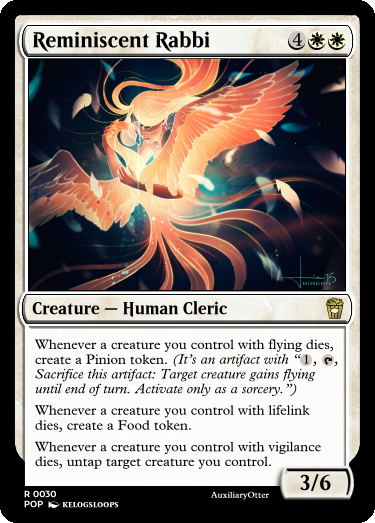 Reminiscent Rabbi 4
KELOGSLOOPS
Creature — Human Cleric
Whenever a creature you control with flying dies,
create a Pinion token. (It's an artifact with “1, T,
Sacrifice this artifact: Target creature gains flying
until end of turn. Activate only as a sorcery.”)
Whenever a creature you control with lifelink
dies, create a Food token.
Whenever a creature you control with vigilance
dies, untap target creature you control.
3/6
R 0030
POP KELOGSLOOPS
AuxiliaryOtter